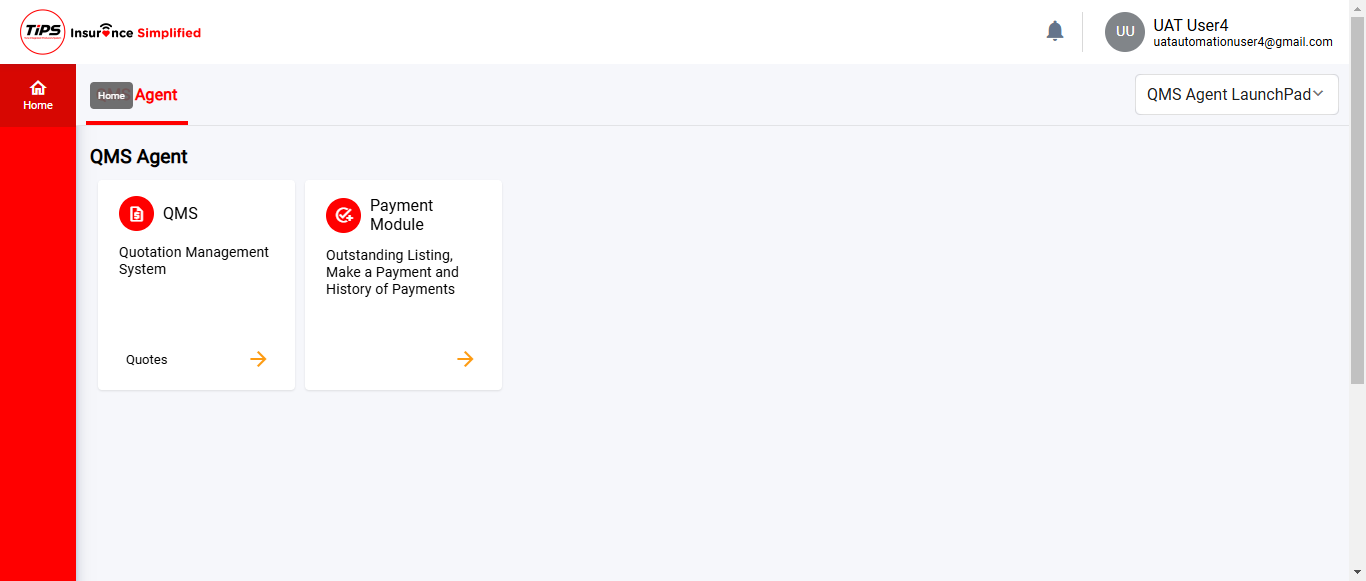 TiPS Insurance Simplified
UAT User4
UU
uatautomationuser4@gmail.com
Home
Home
Agent
QMS Agent LaunchPad
QMS Agent
QMS
Quotation Management
System
Quotes
Payment
Module
Outstanding Listing,
Make a Payment and
History of Payments